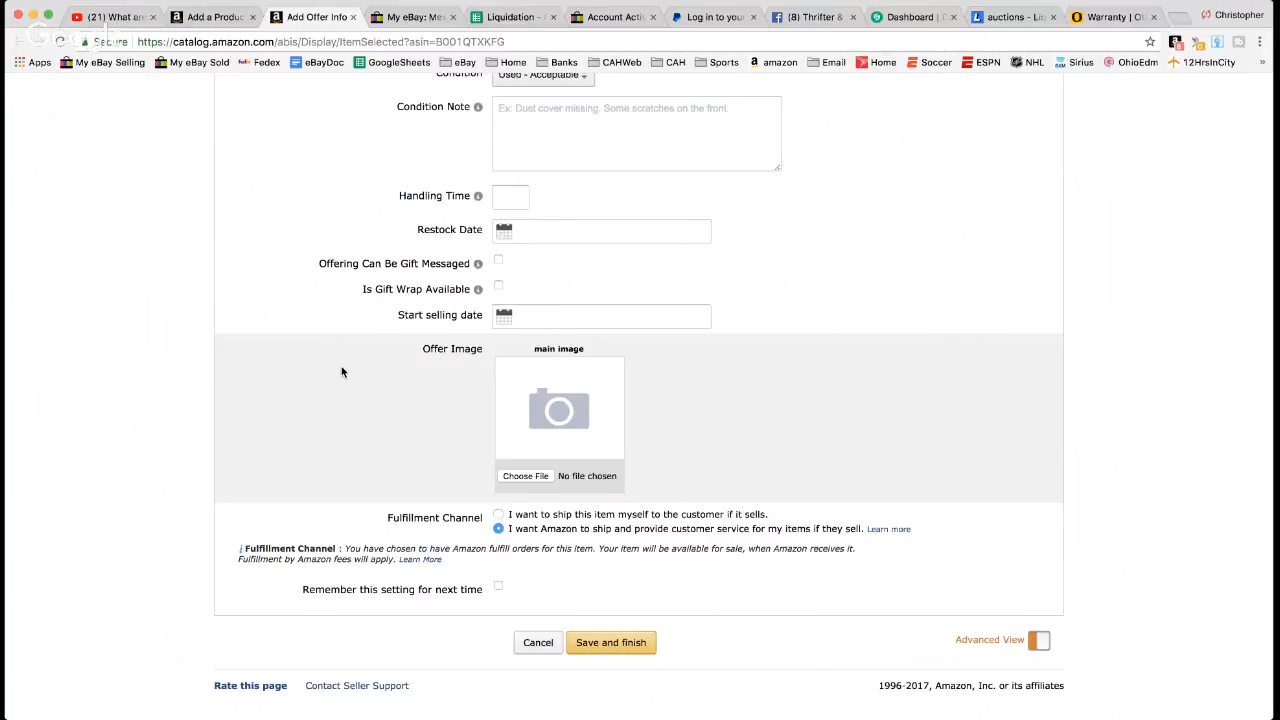 (21) What are
Add a Produc
Add Offer Info
My eBay: Mes
Liquidation -
Account Activ
Log in to your
(8) Thrifter &
Dashboard |
auctions - Liq
Warranty | Ob
Christopher
Secure https://catalog.amazon.com/abis/Display/ItemSelected?asin=B001QTXKFG
Apps My eBay Selling My eBay Sold Fedex eBayDoc GoogleSheets eBay Home Banks CAHWeb CAH Sports amazon Email Home Soccer ESPN NHL Sirius OhioEdm 12HrsInCity »
Condition Used - Acceptable
Condition Note Ex: Dust cover missing. Some scratches on the front.
Handling Time
Restock Date
Offering Can Be Gift Messaged
Is Gift Wrap Available
Start selling date
Offer Image main image
Choose File No file chosen
Fulfillment Channel I want to ship this item myself to the customer if it sells.
I want Amazon to ship and provide customer service for my items if they sell. Learn more
Fulfillment Channel : You have chosen to have Amazon fulfill orders for this item. Your item will be available for sale, when Amazon receives it.
Fulfillment by Amazon fees will apply. Learn More
Remember this setting for next time
Cancel Save and finish
Advanced View
Rate this page Contact Seller Support 1996-2017, Amazon, Inc. or its affiliates